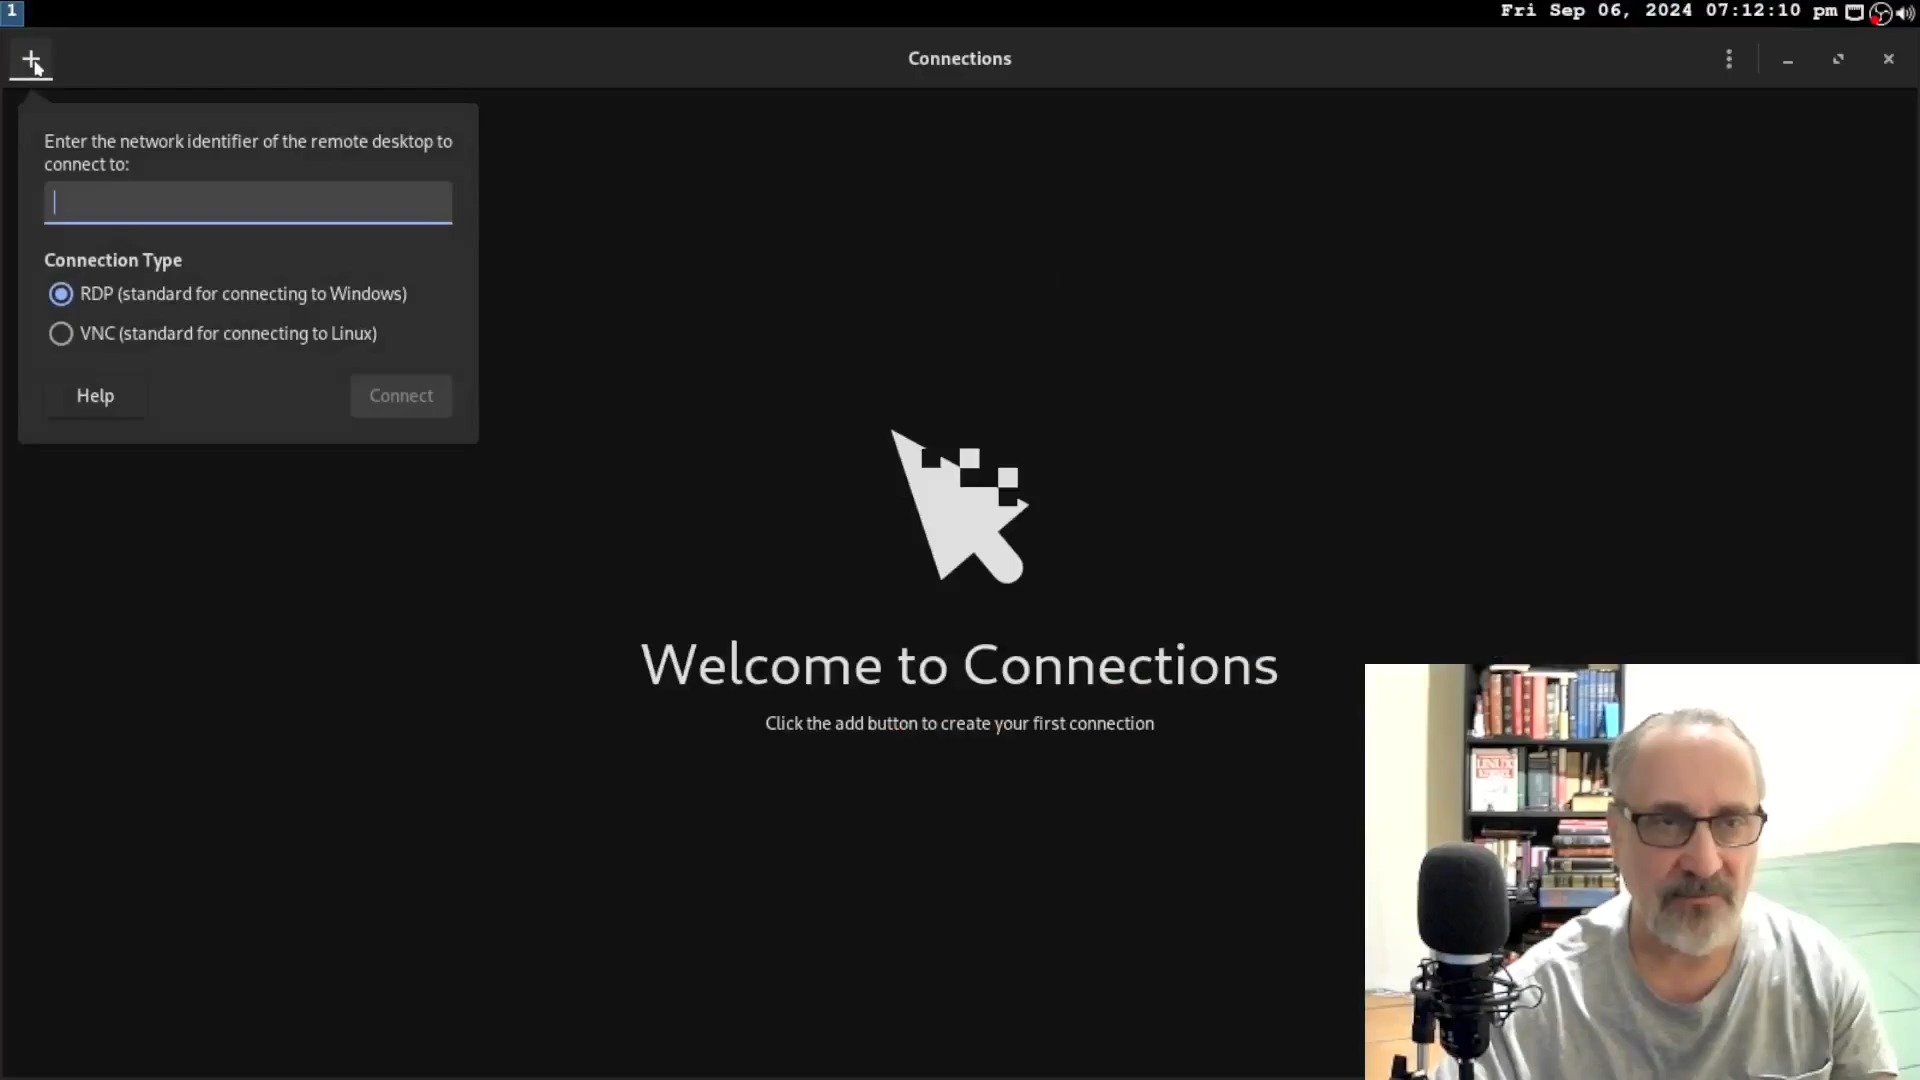 1
Fri Sep 06, 2024 07:12:10 pm
Connections
Enter the network identifier of the remote desktop to
connect to:
Connection Type
RDP (standard for connecting to Windows)
VNC (standard for connecting to Linux)
Help
Connect
Welcome to Connections
Click the add button to create your first connection
LINUX